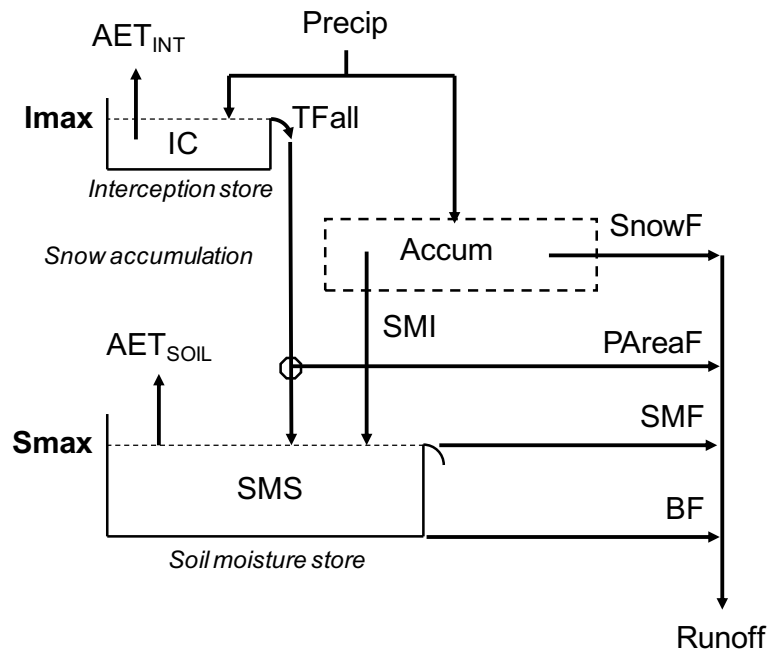 Precip
AET_INT
Imax
TFall
IC
Interception store
SnowF
Accum
Snow accumulation
SMI
AET_SOIL
PAreaF
SMF
Smax
SMS
BF
Soil moisture store
Runoff